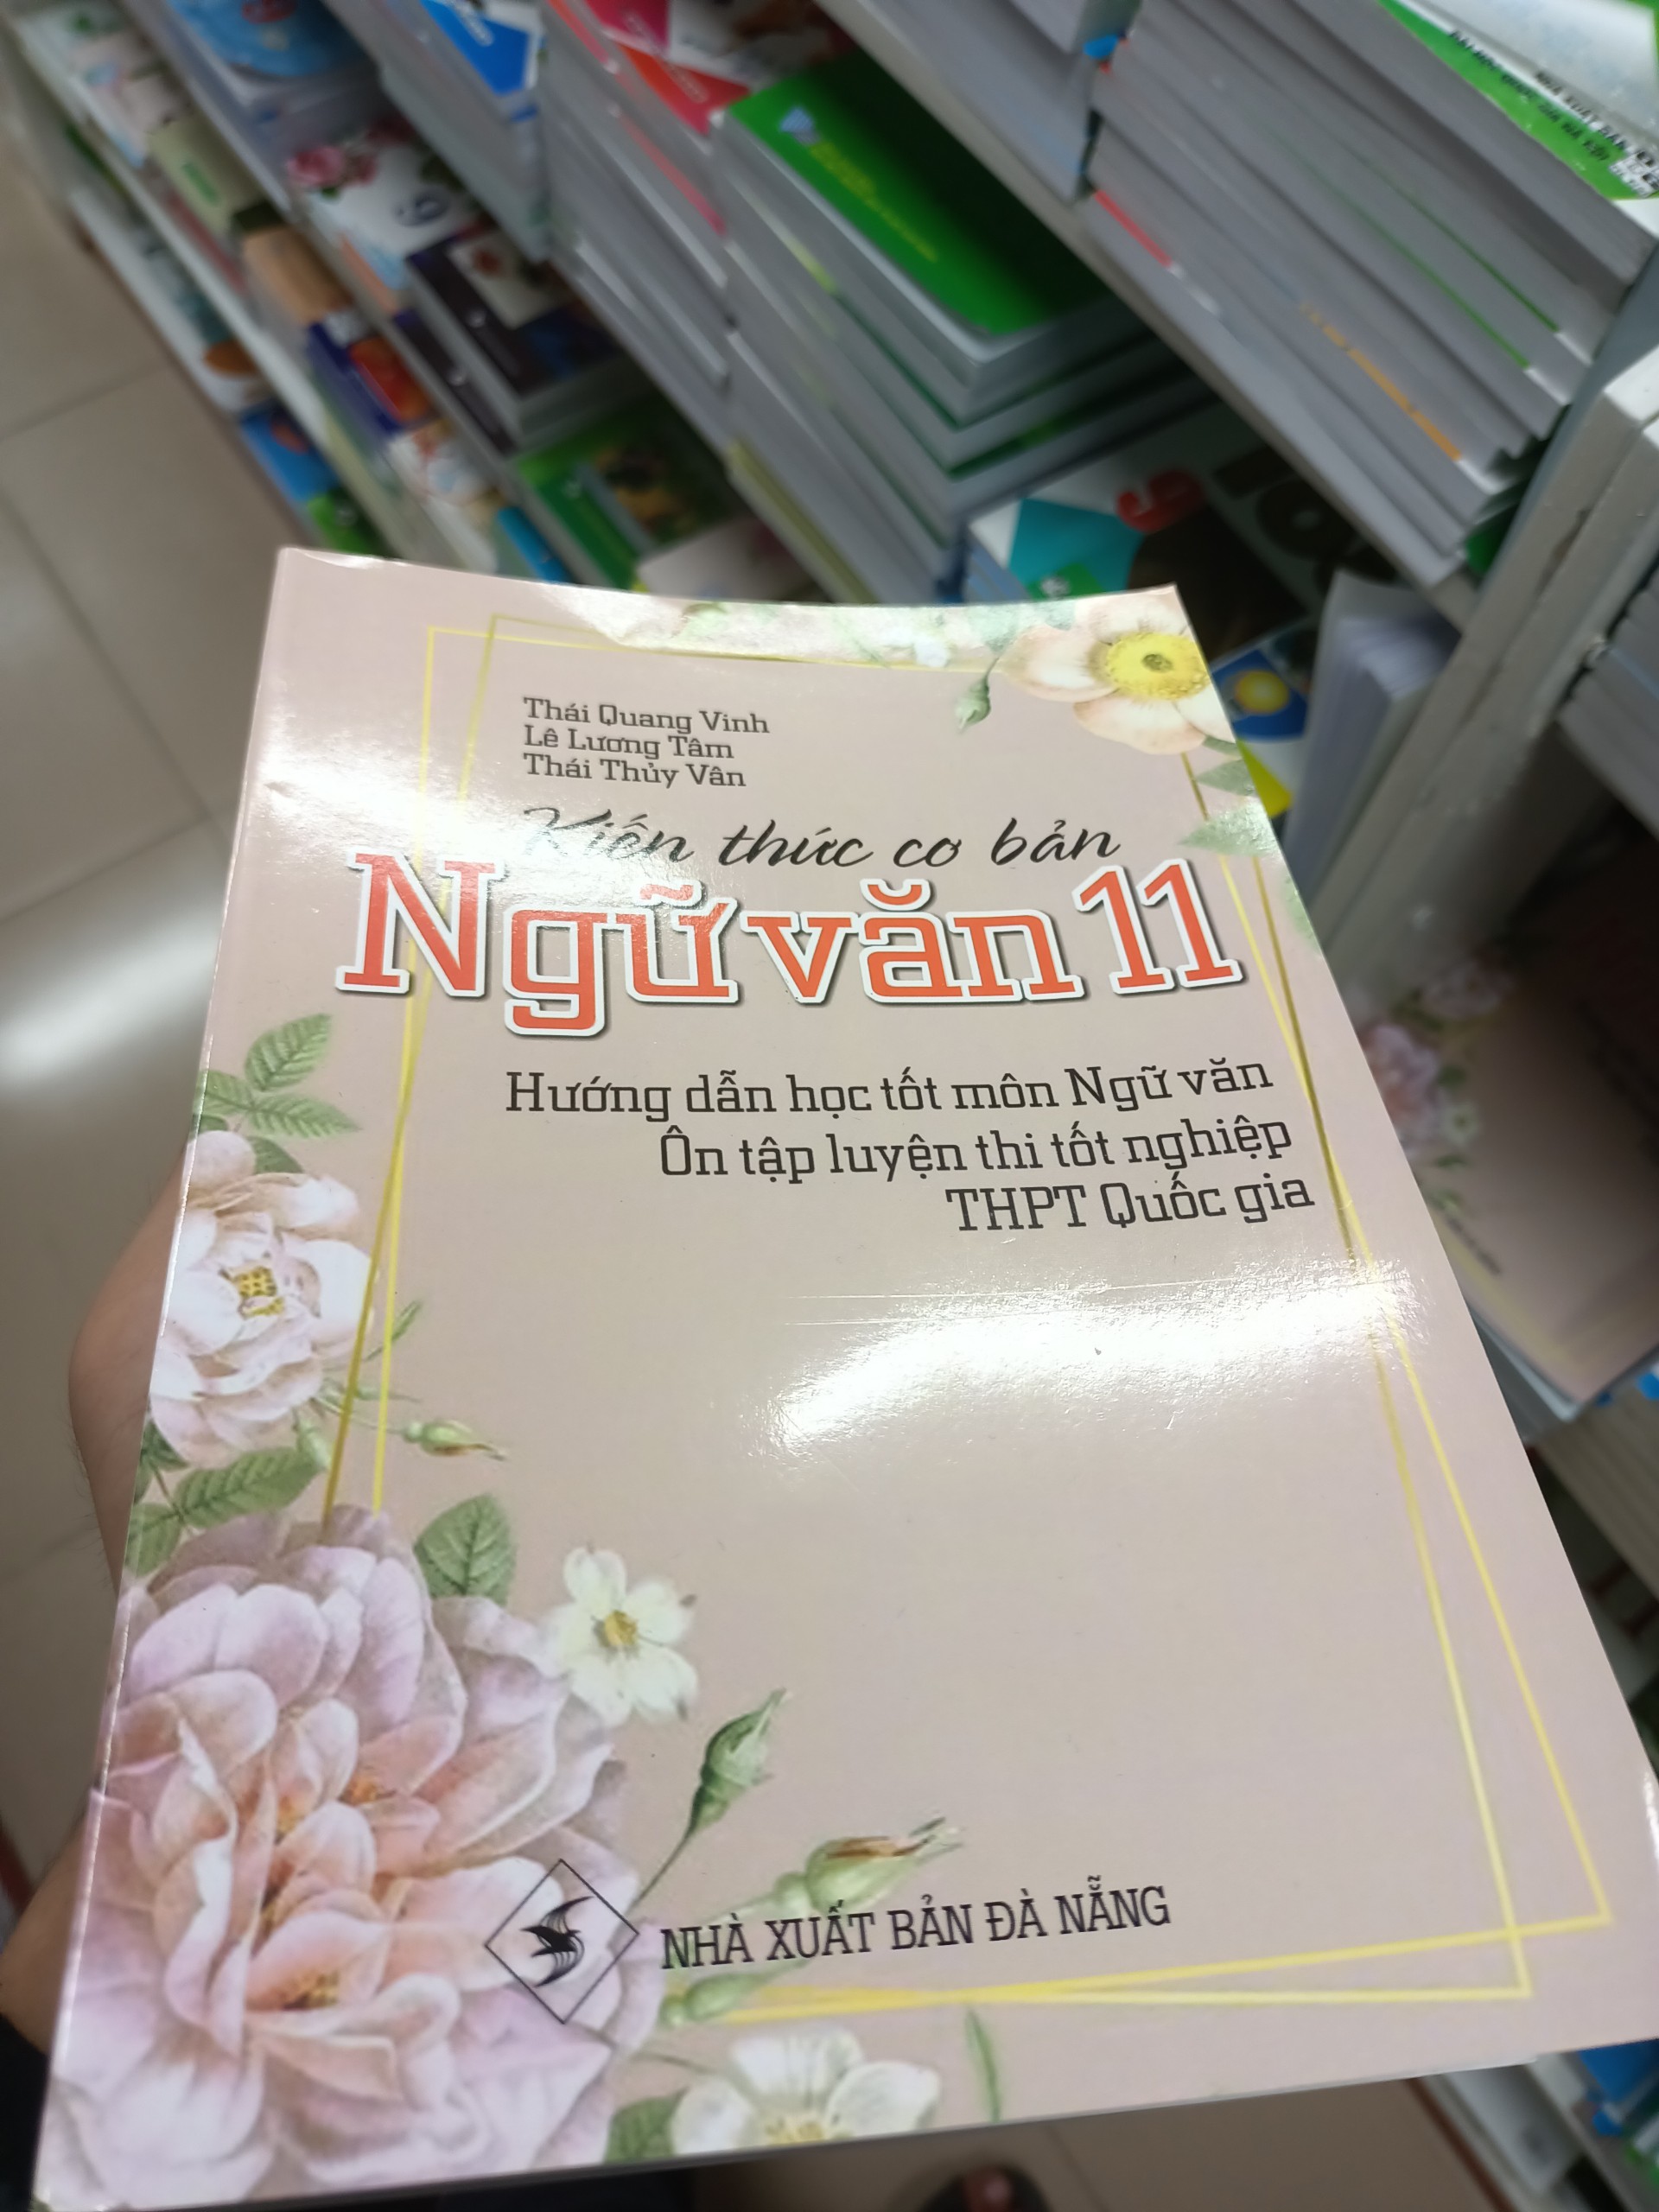 Thái Quang Vinh
Lê Lương Tâm
Thái Thủy Vân
Kiến thức cơ bản
Ngữ văn 11
Hướng dẫn học tốt môn Ngữ văn
Ôn tập luyện thi tốt nghiệp
THPT Quốc gia
NHÀ XUẤT BẢN ĐÀ NẴNG